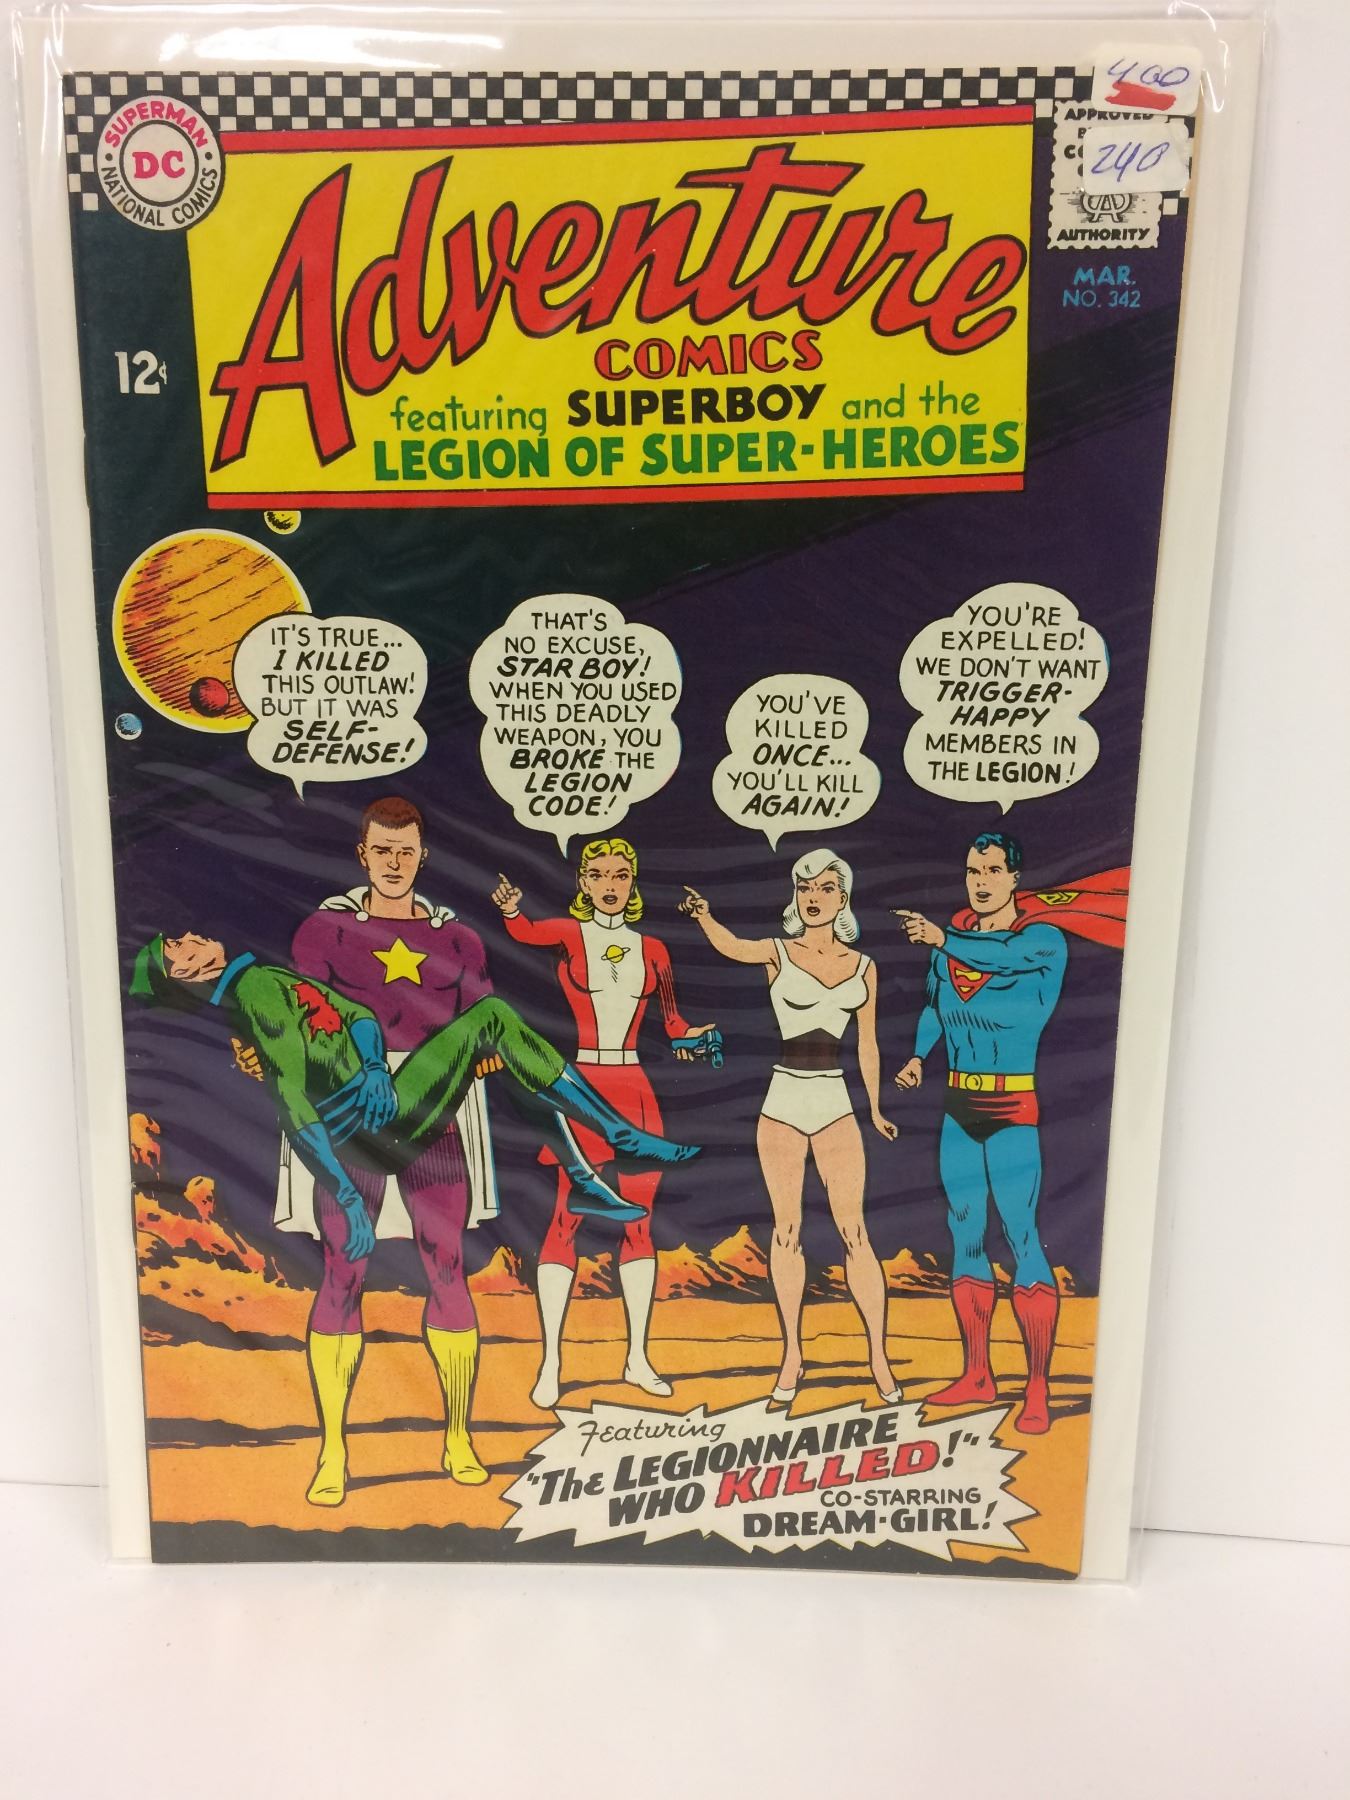 400
SUPERMAN
DC
NATIONAL COMICS
APPROVED
240
AUTHORITY
MAR.
NO. 342
12¢
Adventure
COMICS
featuring SUPERBOY and the
LEGION OF SUPER-HEROES
IT'S TRUE...
I KILLED
THIS OUTLAW!
BUT IT WAS
SELF-
DEFENSE!
THAT'S
NO EXCUSE,
STAR BOY!
WHEN YOU USED
THIS DEADLY
WEAPON, YOU
BROKE THE
LEGION
CODE!
YOU'VE
KILLED
ONCE...
YOU'LL KILL
AGAIN!
YOU'RE
EXPELLED!
WE DON'T WANT
TRIGGER-
HAPPY
MEMBERS IN
THE LEGION!
Featuring
"The LEGIONNAIRE
WHO KILLED!"
CO-STARRING
DREAM-GIRL!